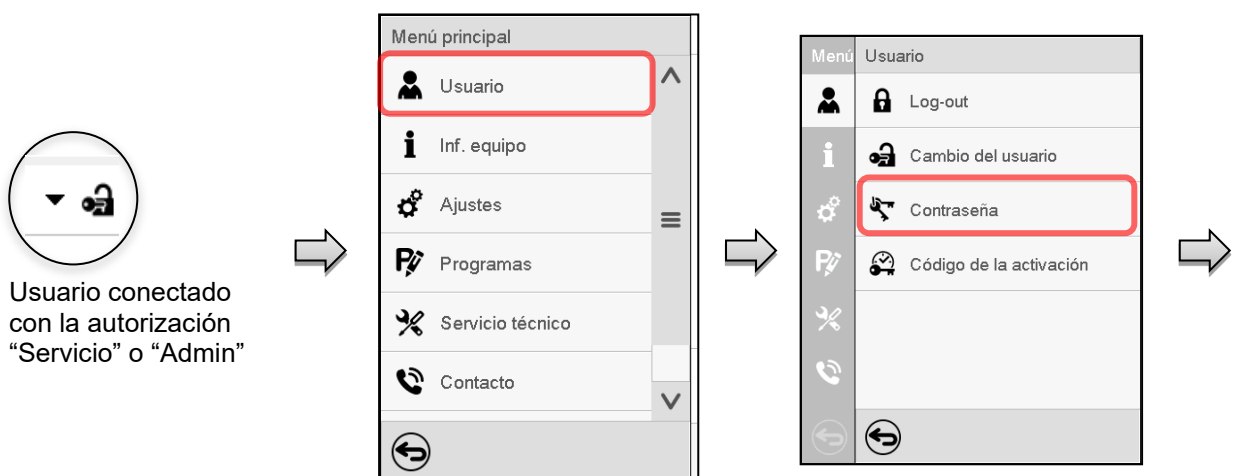 Usuario conectado
con la autorización
“Servicio” o “Admin”
Menú principal
Usuario
Inf. equipo
Ajustes
Programas
Servicio técnico
Contacto
Menú Usuario
Log-out
Cambio del usuario
Contraseña
Código de la activación